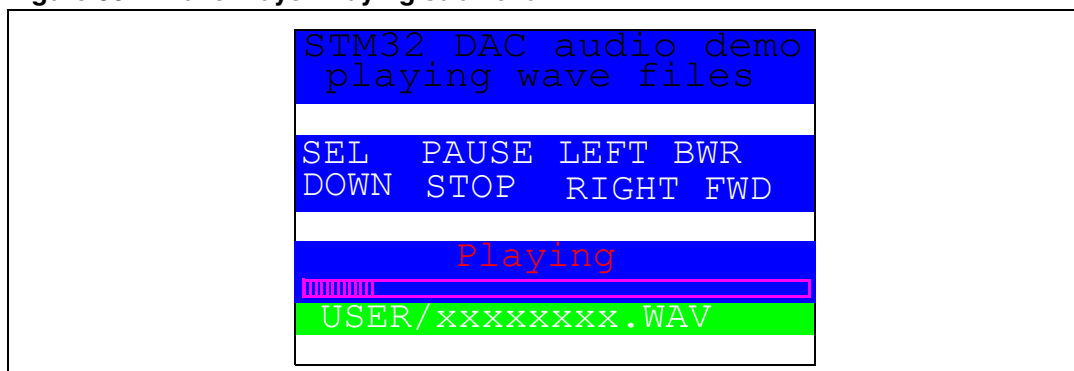 STM32 DAC audio demo
playing wave files
SEL PAUSE LEFT BWR
DOWN STOP RIGHT FWD
Playing
USER/xxxxxxxx.WAV